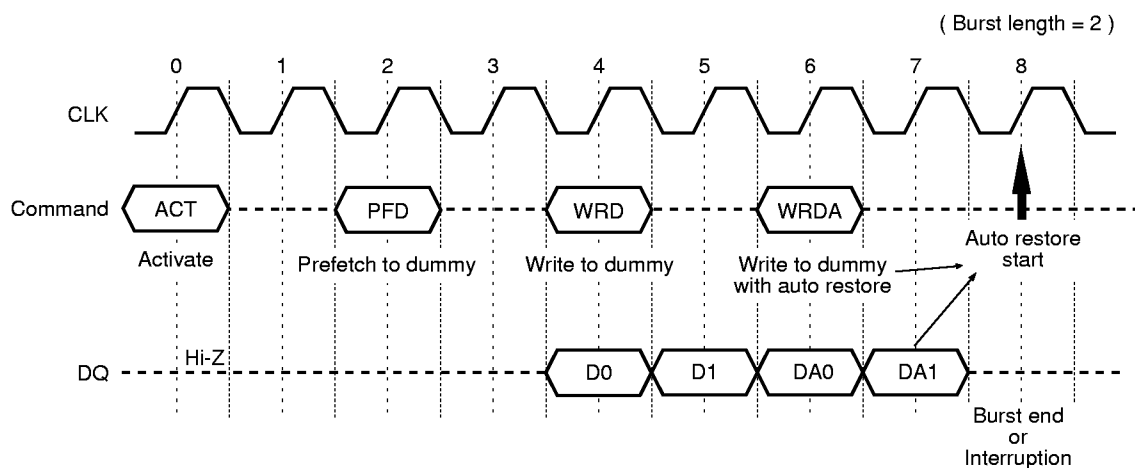 ( Burst length = 2 )
0 1 2 3 4 5 6 7 8
CLK
Command ACT PFD WRD WRDA
Activate Prefetch to dummy Write to dummy Write to dummy
with auto restore
Auto restore
start
Hi-Z
DQ D0 D1 DA0 DA1
Burst end
or
Interruption